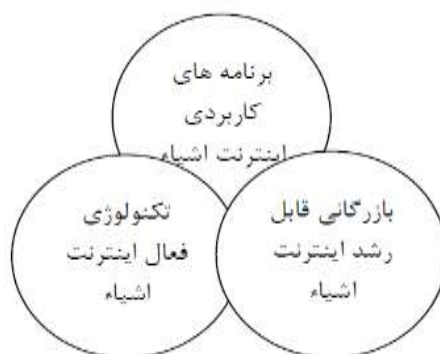 برنامه های
کاربردی
اینترنت اشیاء
بازرگانی قابل
رشد اینترنت
اشیاء
تکنولوژی
فعال اینترنت
اشیاء